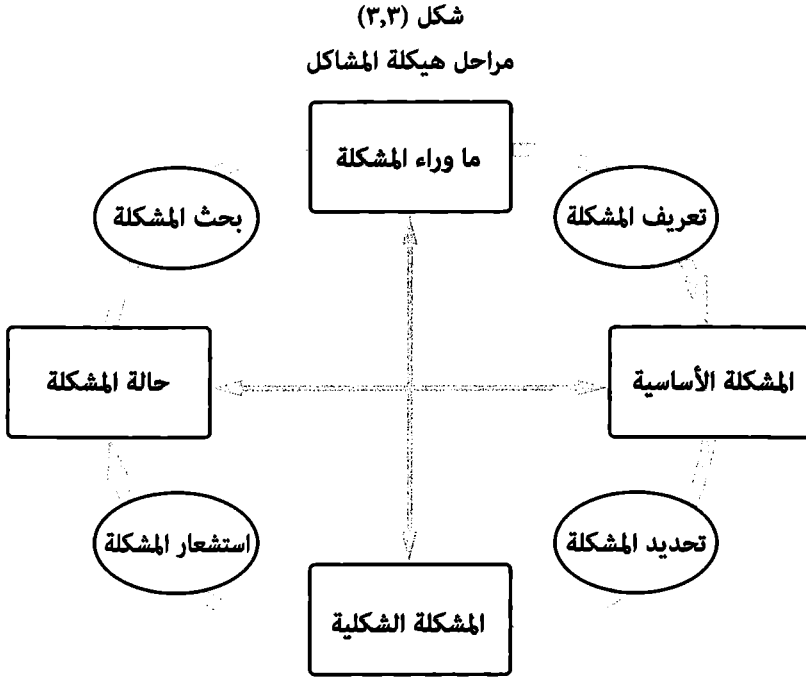 شكل (٣,٣)
مراحل هيكلة المشاكل
ما وراء المشكلة
تعريف المشكلة
بحث المشكلة
المشكلة الأساسية
حالة المشكلة
تحديد المشكلة
استشعار المشكلة
المشكلة الشكلية